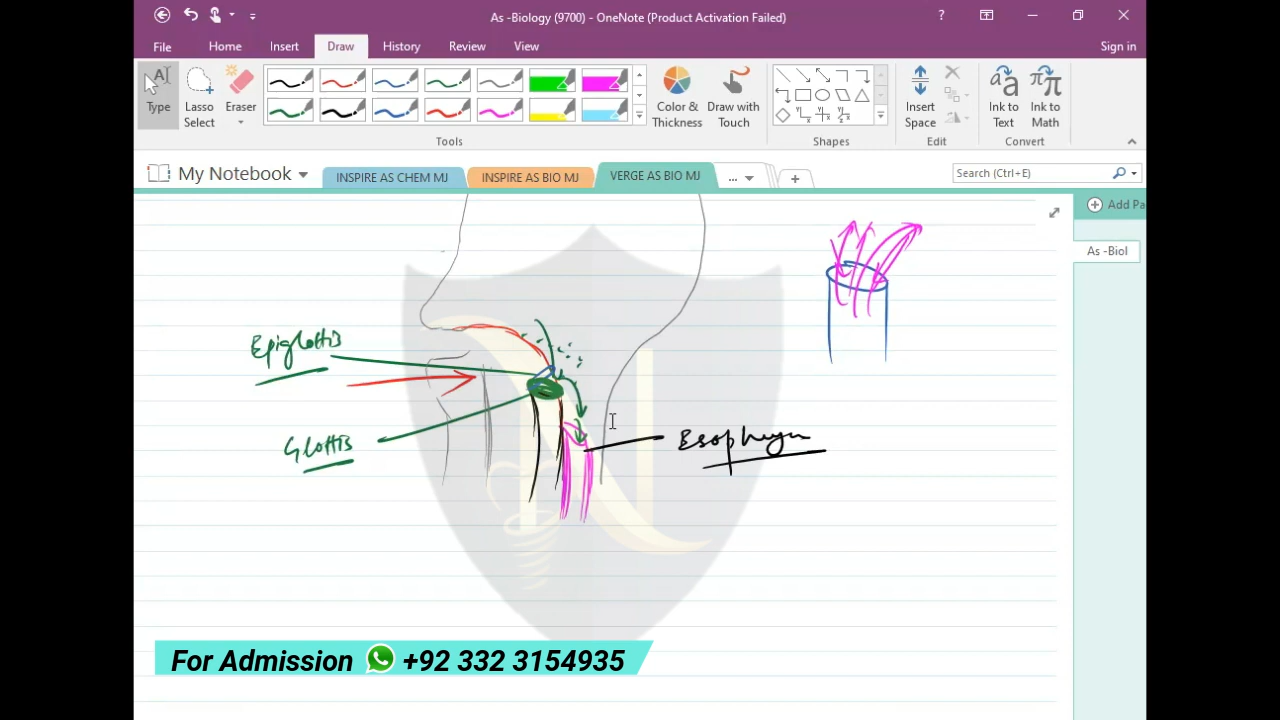 As -Biology (9700) - OneNote (Product Activation Failed)
?
File Home Insert Draw History Review View
Sign in
Type
Lasso Select
Eraser
Color & Thickness
Draw with Touch
Insert Space
Ink to Text
Ink to Math
Tools
Shapes
Edit
Convert
My Notebook
INSPIRE AS CHEM MJ
INSPIRE AS BIO MJ
VERGE AS BIO MJ
...
Search (Ctrl+E)
Add Pa
As -Biol
Epiglottis
Glottis
For Admission +92 332 3154935